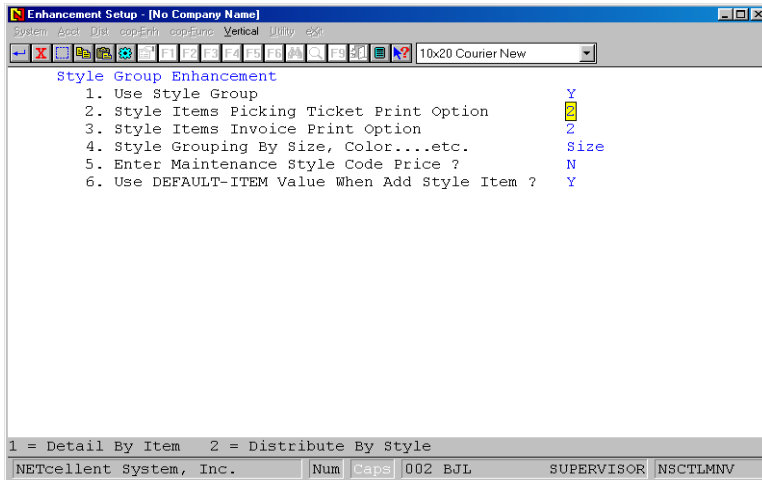 Enhancement Setup - [No Company Name]
System Acct Dist cop-Enh cop-Func Vertical Utility eXit
F1 F2 F3 F4 F5 F6 F9 10x20 Courier New
Style Group Enhancement
1. Use Style Group Y
2. Style Items Picking Ticket Print Option 2
3. Style Items Invoice Print Option 2
4. Style Grouping By Size, Color....etc. Size
5. Enter Maintenance Style Code Price ? N
6. Use DEFAULT-ITEM Value When Add Style Item ? Y
1 = Detail By Item 2 = Distribute By Style
NETcellent System, Inc. Num Caps 002 BJL SUPERVISOR NSCTLMNV